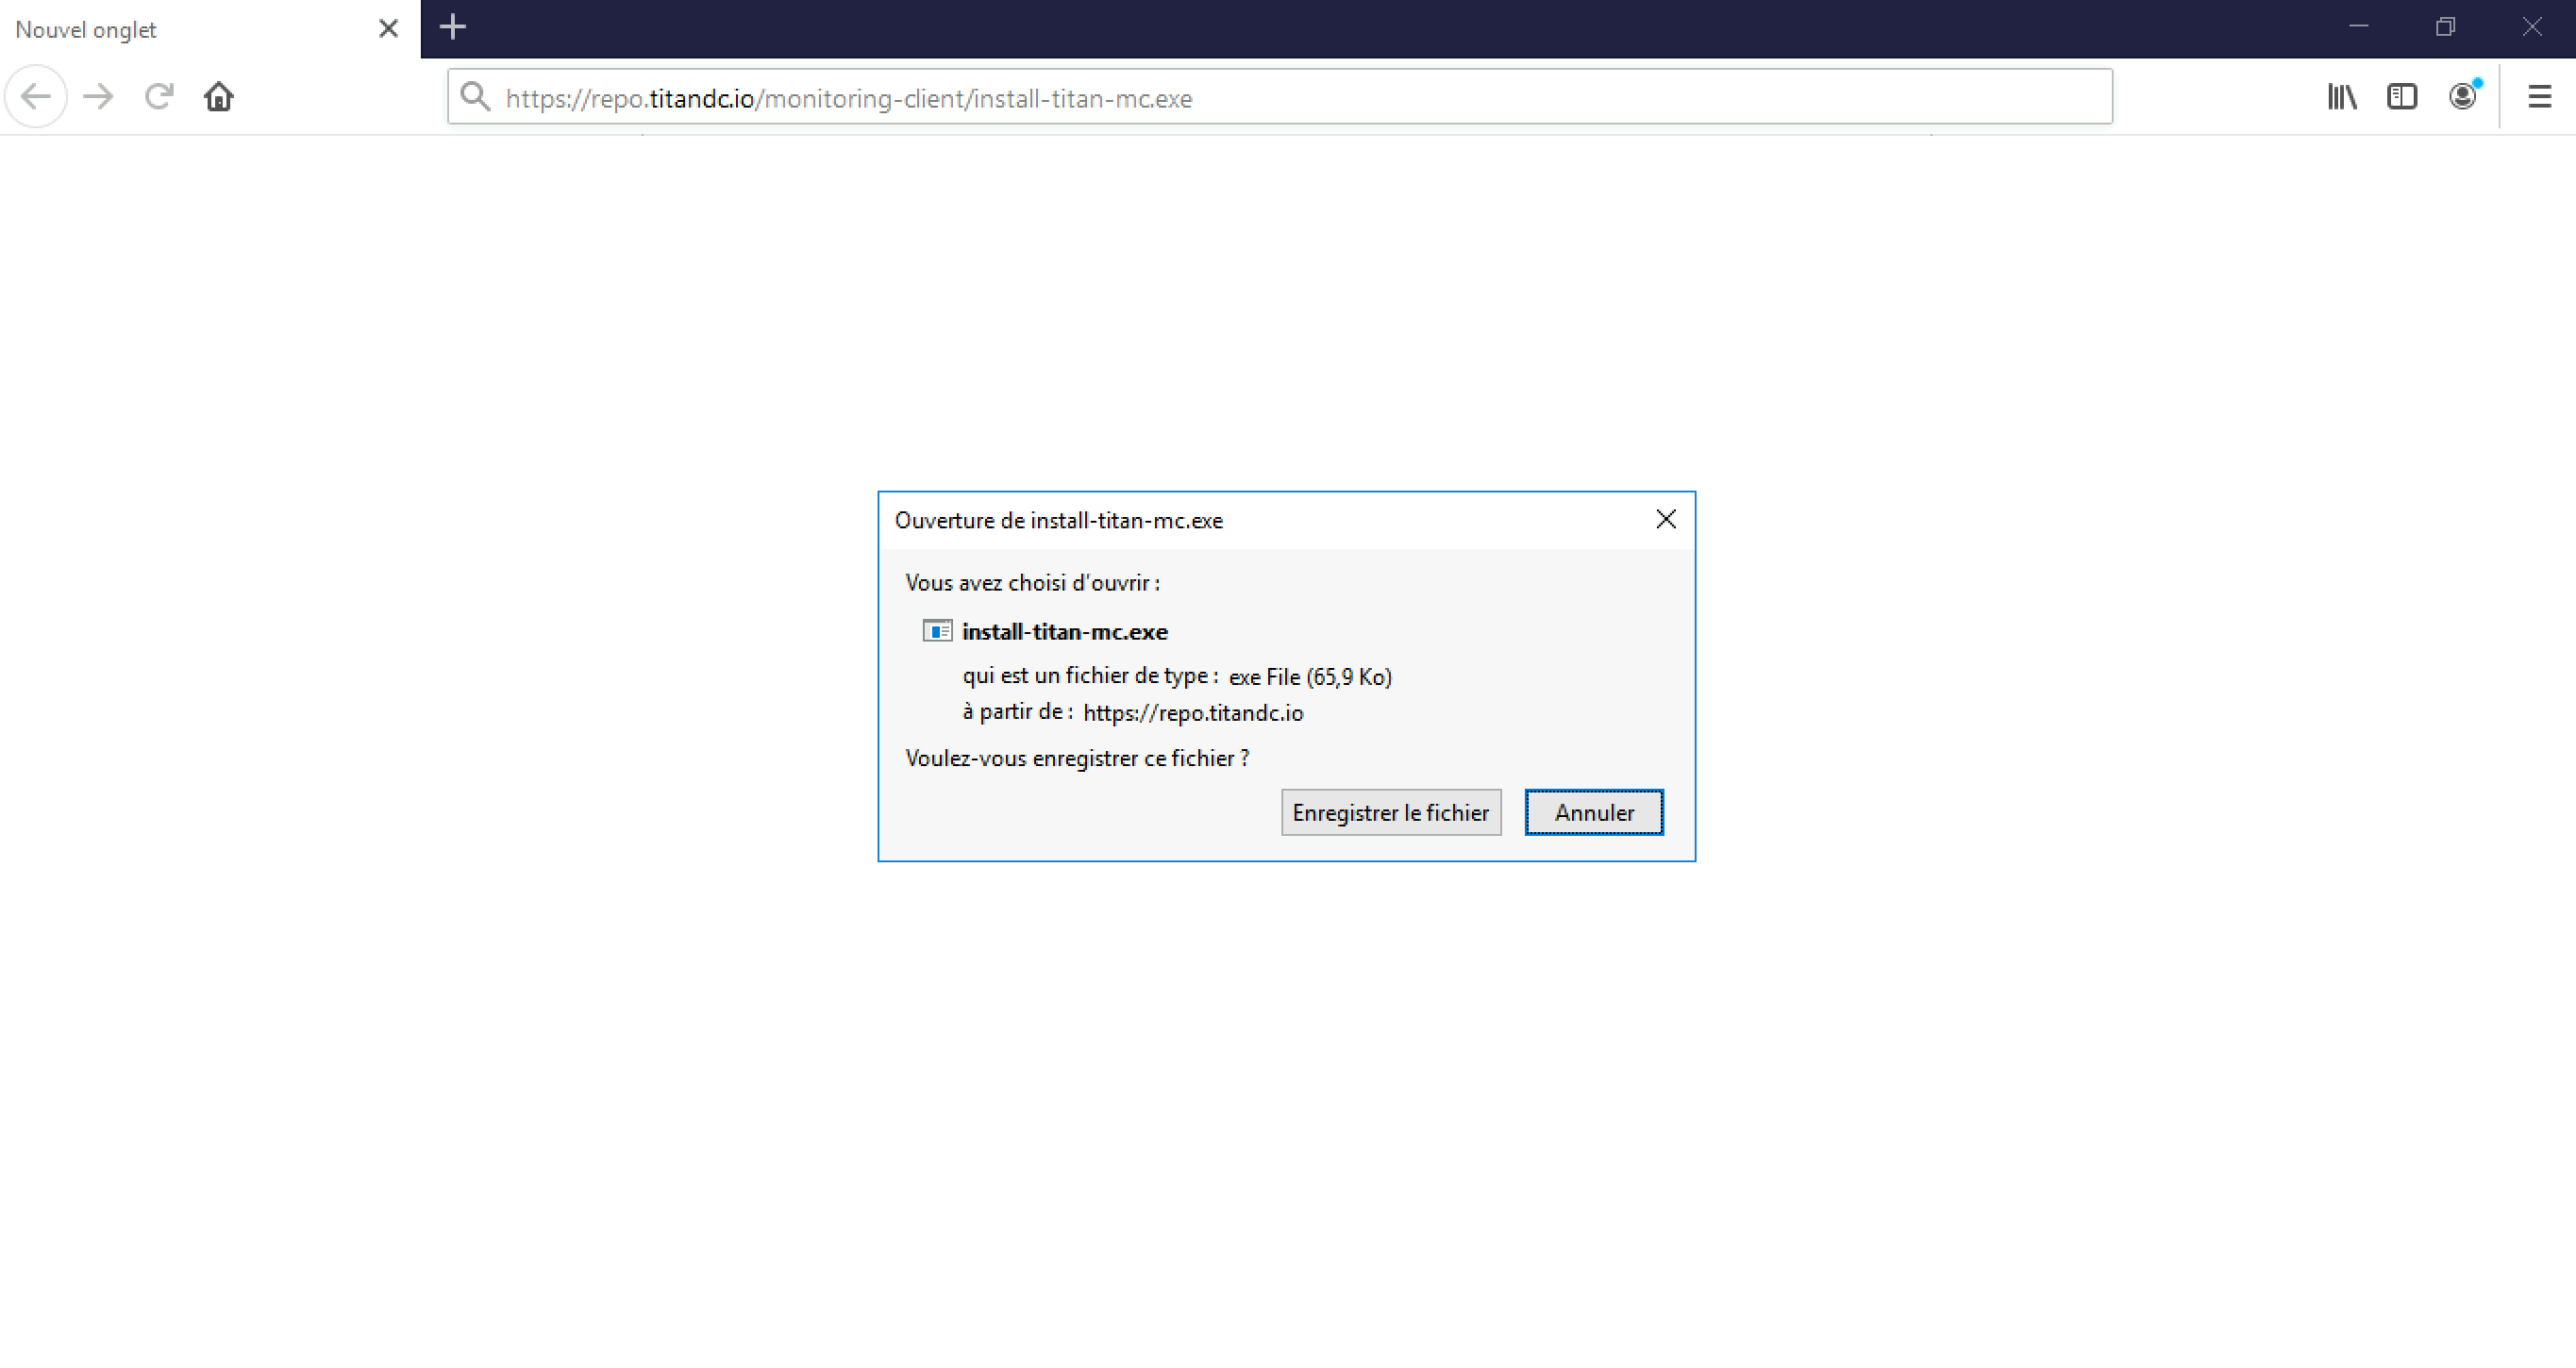 Nouvel onglet
https://repo.titandc.io/monitoring-client/install-titan-mc.exe
Ouverture de install-titan-mc.exe
Vous avez choisi d'ouvrir :
install-titan-mc.exe
qui est un fichier de type : exe File (65,9 Ko)
à partir de : https://repo.titandc.io
Voulez-vous enregistrer ce fichier ?
Enregistrer le fichier Annuler